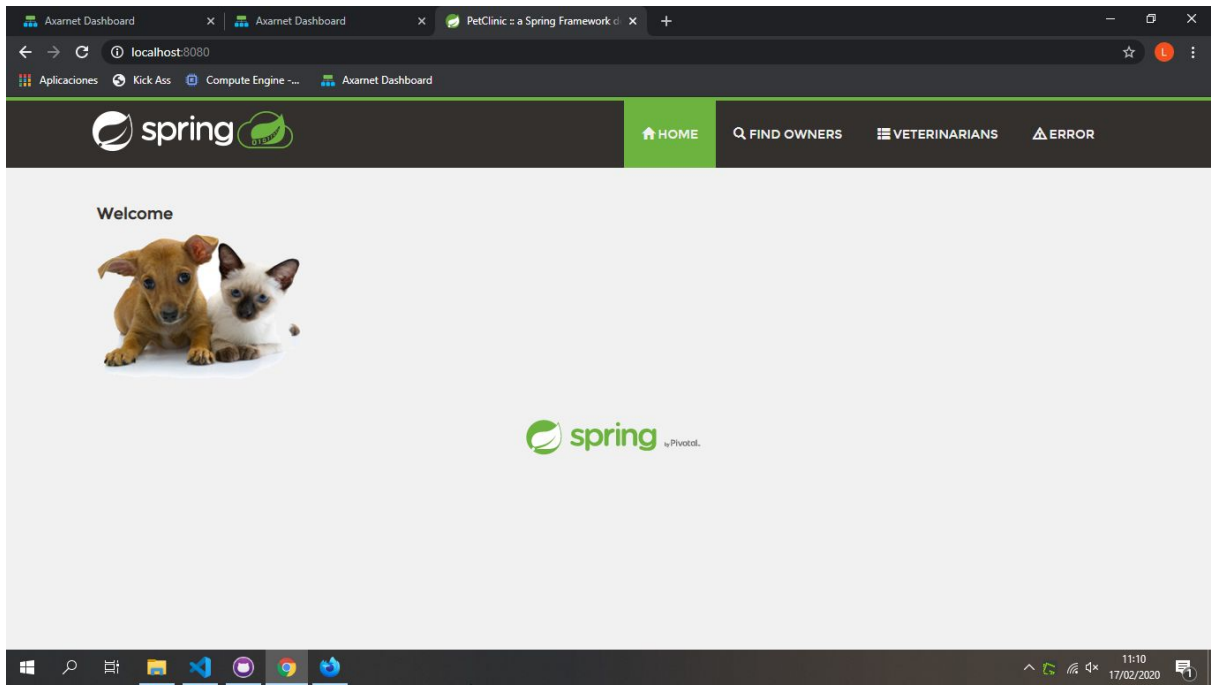 Axarnet Dashboard
Axarnet Dashboard
PetClinic :: a Spring Framework d
localhost:8080
L
Aplicaciones
Kick Ass
Compute Engine -...
Axarnet Dashboard
spring
HOME
FIND OWNERS
VETERINARIANS
ERROR
Welcome
spring by Pivotal.
11:10
17/02/2020
1